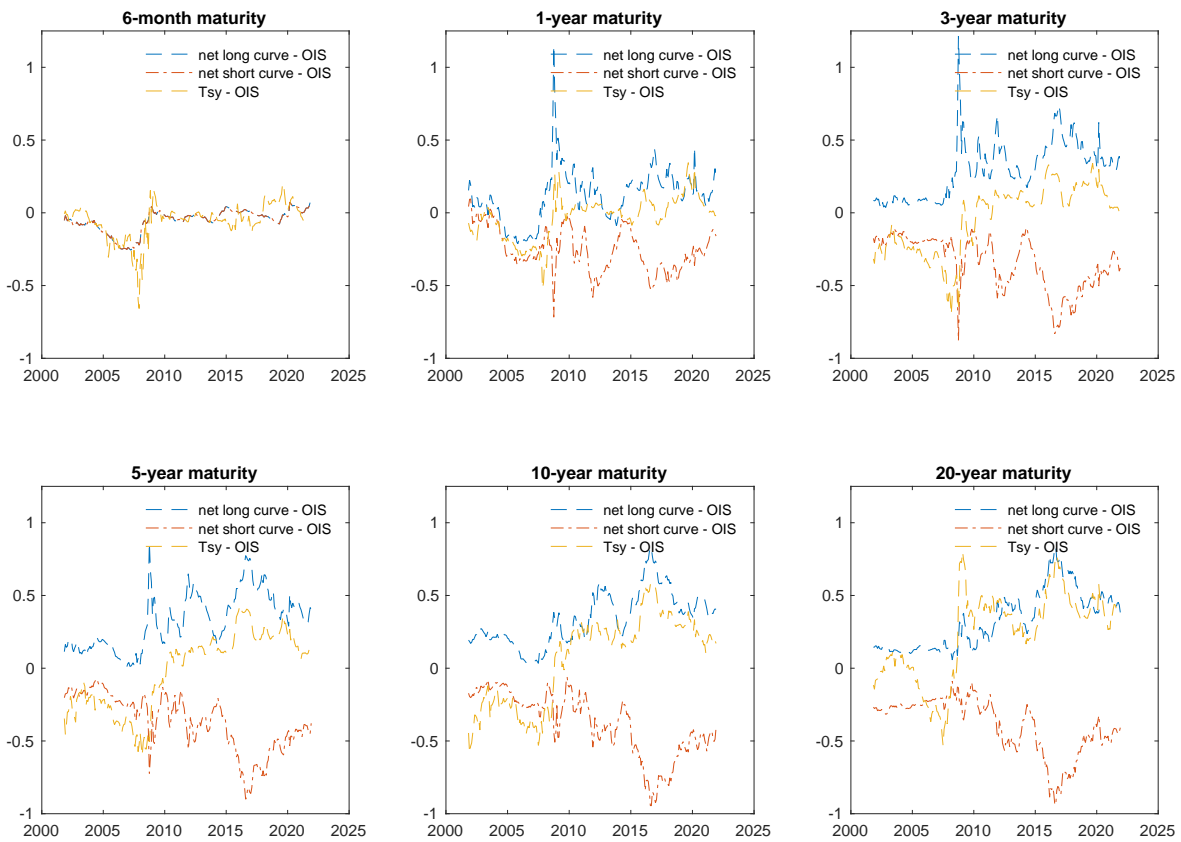 6-month maturity
net long curve - OIS
net short curve - OIS
Tsy - OIS
1
0.5
0
-0.5
-1
2000 2005 2010 2015 2020 2025
1-year maturity
net long curve - OIS
net short curve - OIS
Tsy - OIS
1
0.5
0
-0.5
-1
2000 2005 2010 2015 2020 2025
3-year maturity
net long curve - OIS
net short curve - OIS
Tsy - OIS
1
0.5
0
-0.5
-1
2000 2005 2010 2015 2020 2025
5-year maturity
net long curve - OIS
net short curve - OIS
Tsy - OIS
1
0.5
0
-0.5
-1
2000 2005 2010 2015 2020 2025
10-year maturity
net long curve - OIS
net short curve - OIS
Tsy - OIS
1
0.5
0
-0.5
-1
2000 2005 2010 2015 2020 2025
20-year maturity
net long curve - OIS
net short curve - OIS
Tsy - OIS
1
0.5
0
-0.5
-1
2000 2005 2010 2015 2020 2025